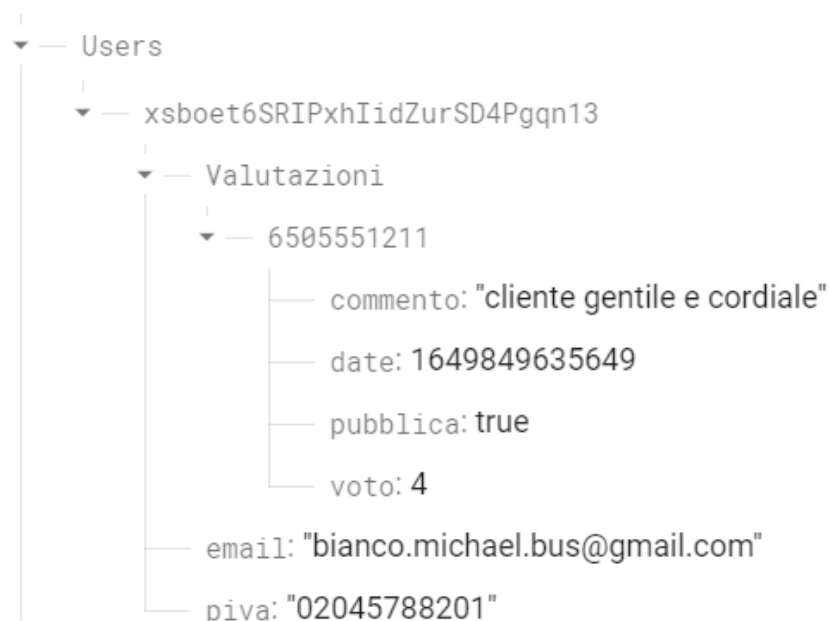 Users
xsboet6SRIPxhIidZurSD4Pgqn13
Valutazioni
6505551211
commento: "cliente gentile e cordiale"
date: 1649849635649
pubblica: true
voto: 4
email: "bianco.michael.bus@gmail.com"
piva: "02045788201"